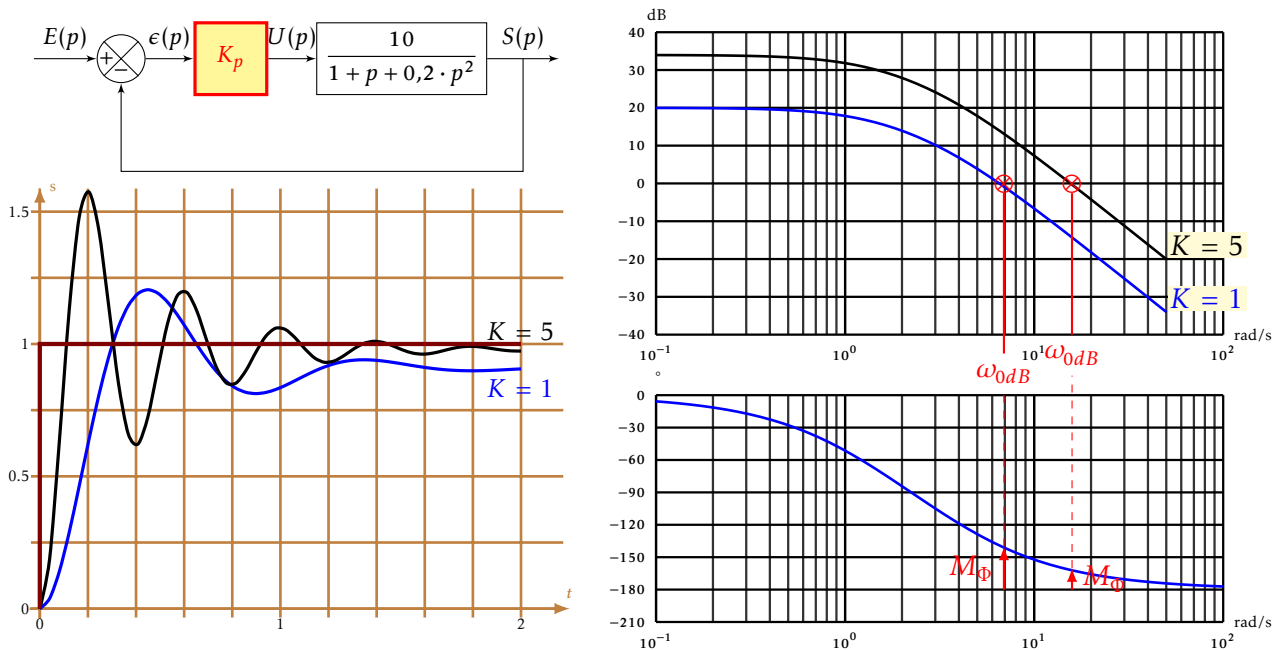 E(p) + − ϵ(p) K_p U(p) 10 / (1 + p + 0,2 · p²) S(p)
s
1.5
1
0.5
0
0 1 2
t
K = 5
K = 1
dB
40
30
20
10
0
−10
−20
−30
−40
K = 5
K = 1
10⁻¹ 10⁰ 10¹ 10² rad/s
ω_0dB ω_0dB
°
0
−30
−60
−90
−120
−150
−180
−210
M_Φ M_Φ
10⁻¹ 10⁰ 10¹ 10² rad/s